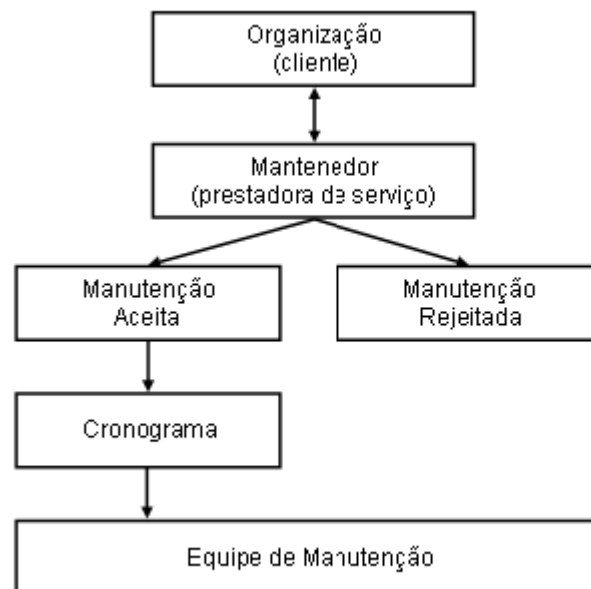 Organização
(cliente)
Mantenedor
(prestadora de serviço)
Manutenção
Aceita
Manutenção
Rejeitada
Cronograma
Equipe de Manutenção